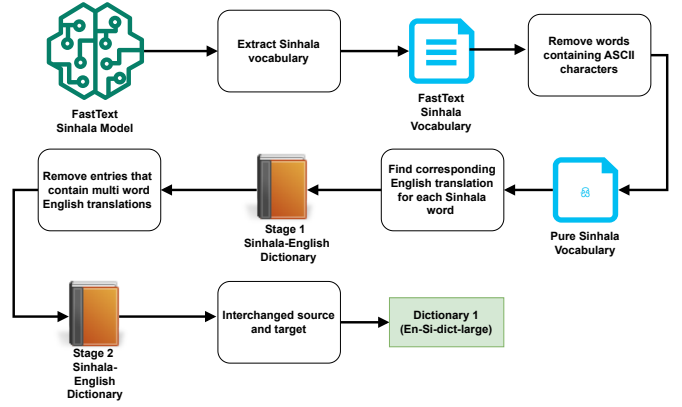 Extract Sinhala
vocabulary
Remove words
containing ASCII
characters
FastText
Sinhala Model
FastText
Sinhala
Vocabulary
Remove entries that
contain multi word
English translations
Find corresponding
English translation
for each Sinhala
word
Stage 1
Sinhala-English
Dictionary
Pure Sinhala
Vocabulary
Interchanged source
and target
Dictionary 1
(En-Si-dict-large)
Stage 2
Sinhala-
English
Dictionary